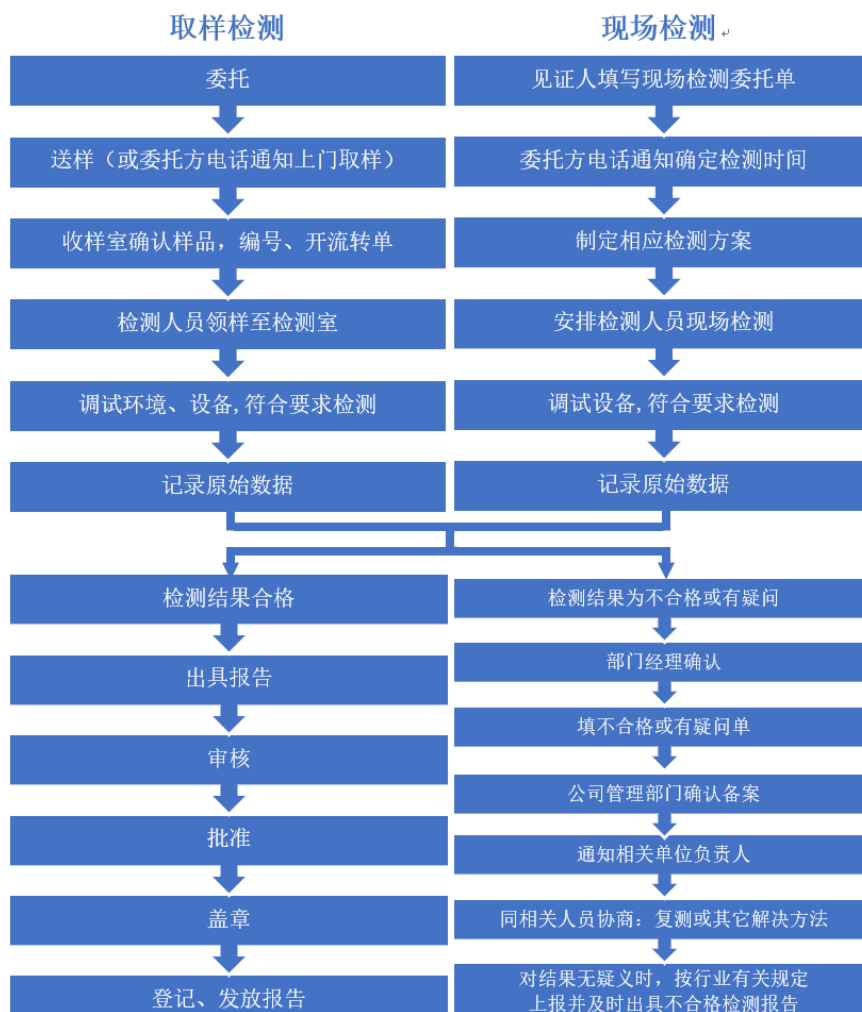 取样检测
委托
送样（或委托方电话通知上门取样）
收样室确认样品，编号、开流转单
检测人员领样至检测室
调试环境、设备,符合要求检测
记录原始数据
现场检测
见证人填写现场检测委托单
委托方电话通知确定检测时间
制定相应检测方案
安排检测人员现场检测
调试设备,符合要求检测
记录原始数据
检测结果合格
出具报告
审核
批准
盖章
登记、发放报告
检测结果为不合格或有疑问
部门经理确认
填不合格或有疑问单
公司管理部门确认备案
通知相关单位负责人
同相关人员协商：复测或其它解决方法
对结果无疑义时，按行业有关规定
上报并及时出具不合格检测报告